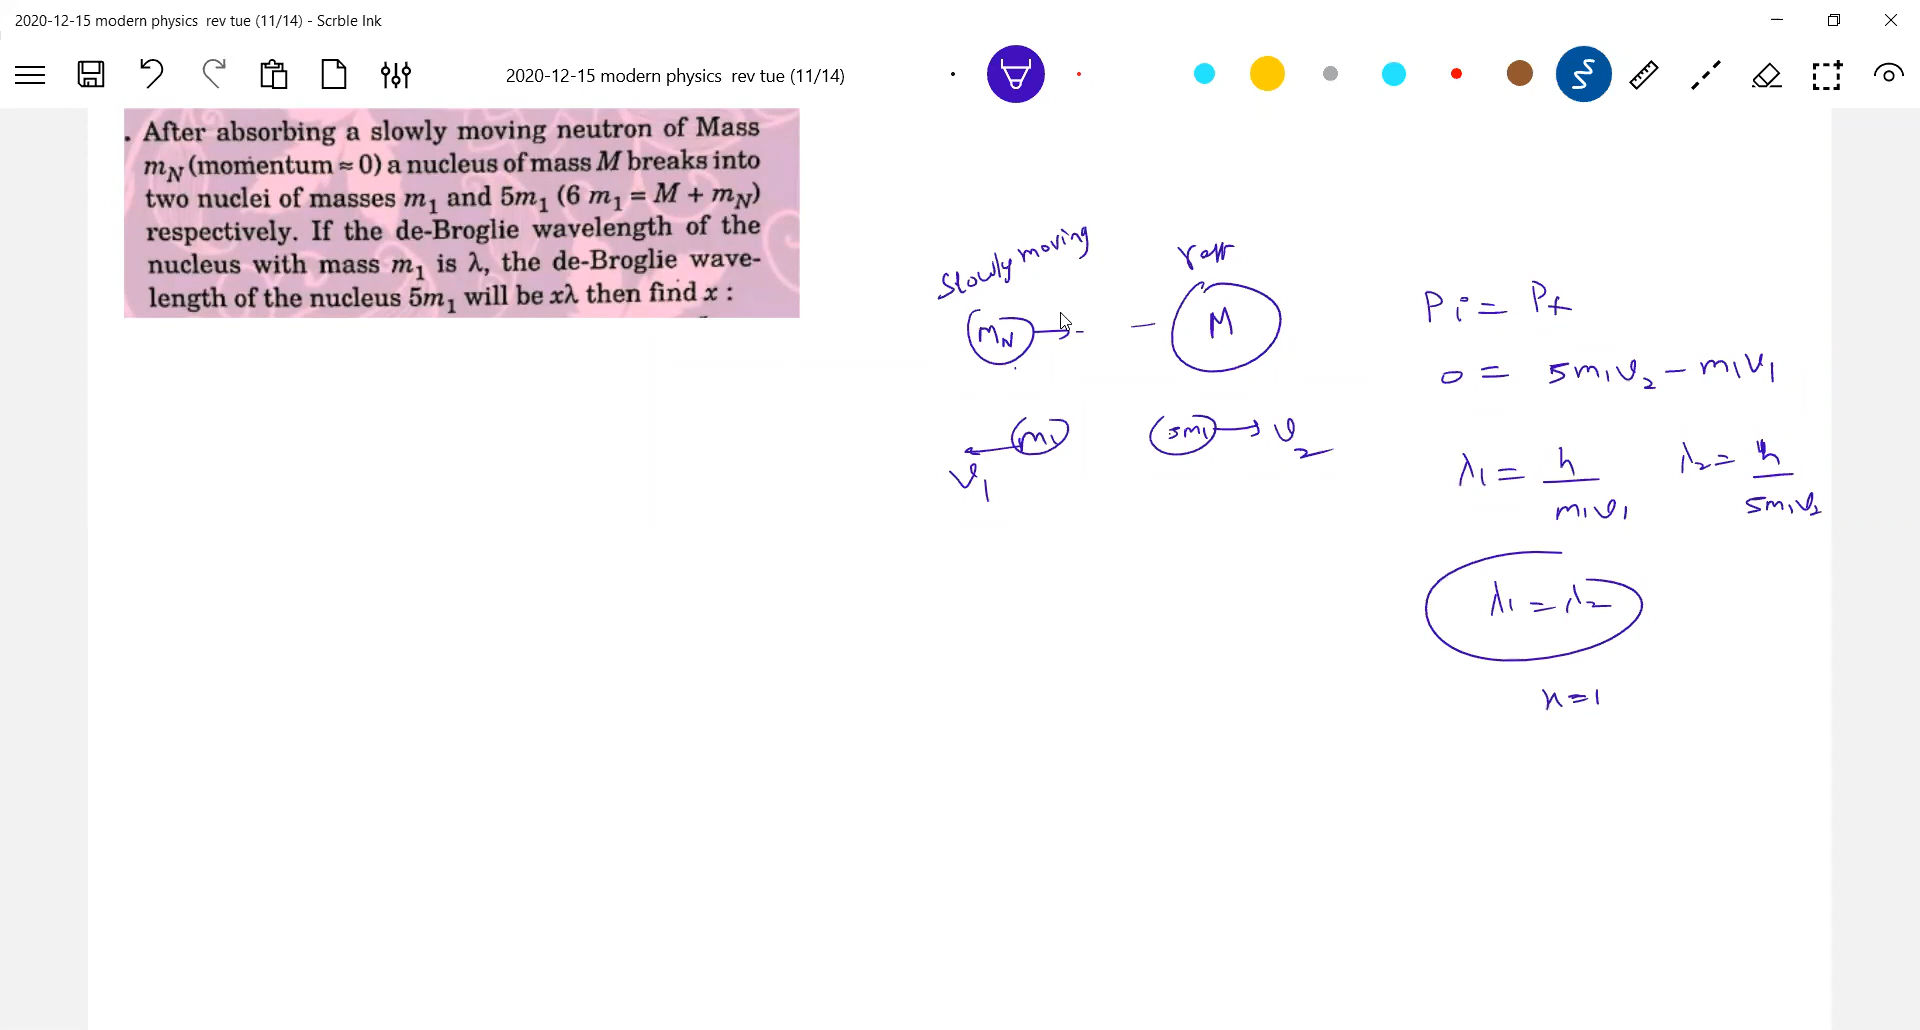 2020-12-15 modern physics rev tue (11/14) - Scrble Ink
2020-12-15 modern physics rev tue (11/14)
. After absorbing a slowly moving neutron of Mass
m_N (momentum ≈ 0) a nucleus of mass M breaks into
two nuclei of masses m₁ and 5m₁ (6 m₁ = M + m_N)
respectively. If the de-Broglie wavelength of the
nucleus with mass m₁ is λ, the de-Broglie wave-
length of the nucleus 5m₁ will be xλ then find x :
Slowly moving
m_N
M
m₁
5m₁
v₂
v₁
Pi = Pf
0 = 5m₁v₂ - m₁v₁
λ₁ = h/m₁v₁
λ₂ = h/5m₁v₂
λ₁ = λ₂
x = 1